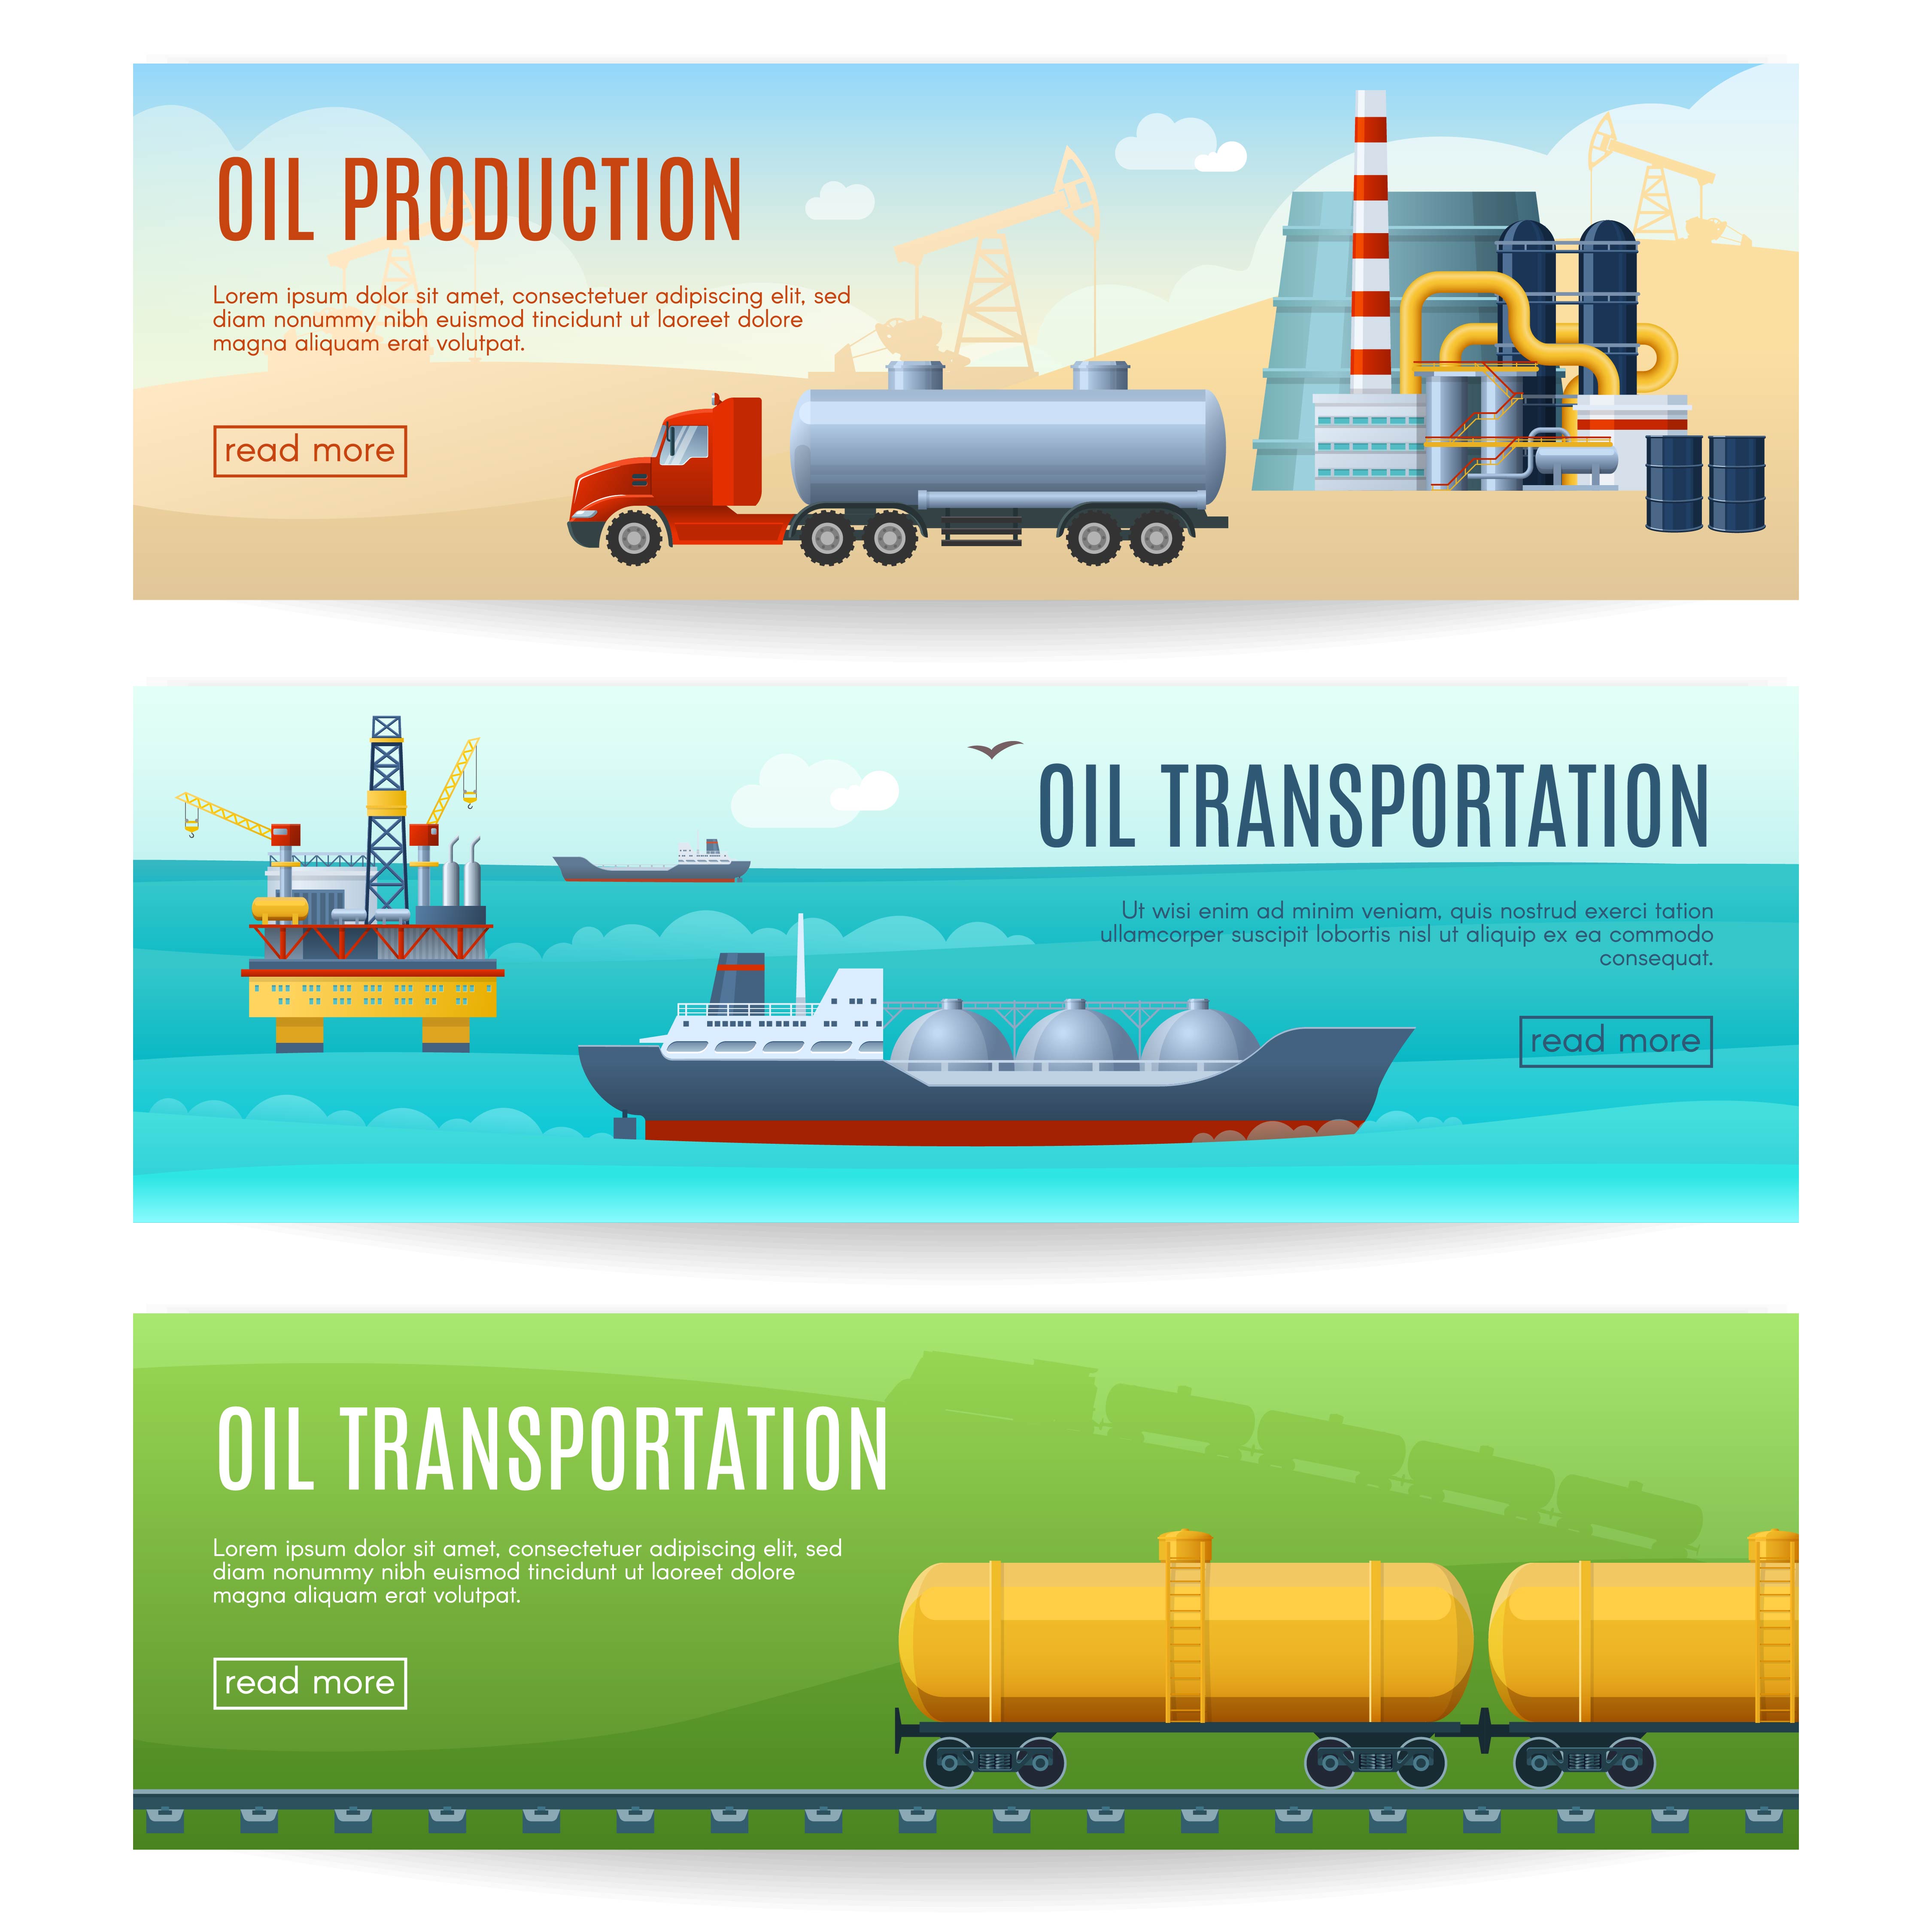 OIL PRODUCTION
Lorem ipsum dolor sit amet, consectetuer adipiscing elit, sed
diam nonummy nibh euismod tincidunt ut laoreet dolore
magna aliquam erat volutpat.
read more
OIL TRANSPORTATION
Ut wisi enim ad minim veniam, quis nostrud exerci tation
ullamcorper suscipit lobortis nisl ut aliquip ex ea commodo
consequat.
read more
OIL TRANSPORTATION
Lorem ipsum dolor sit amet, consectetuer adipiscing elit, sed
diam nonummy nibh euismod tincidunt ut laoreet dolore
magna aliquam erat volutpat.
read more